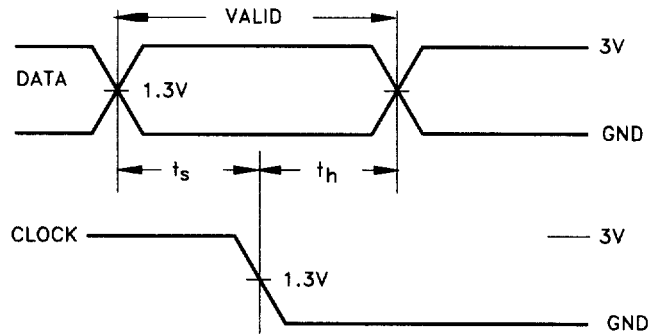 VALID
3V
DATA
1.3V
GND
ts
th
CLOCK
3V
1.3V
GND